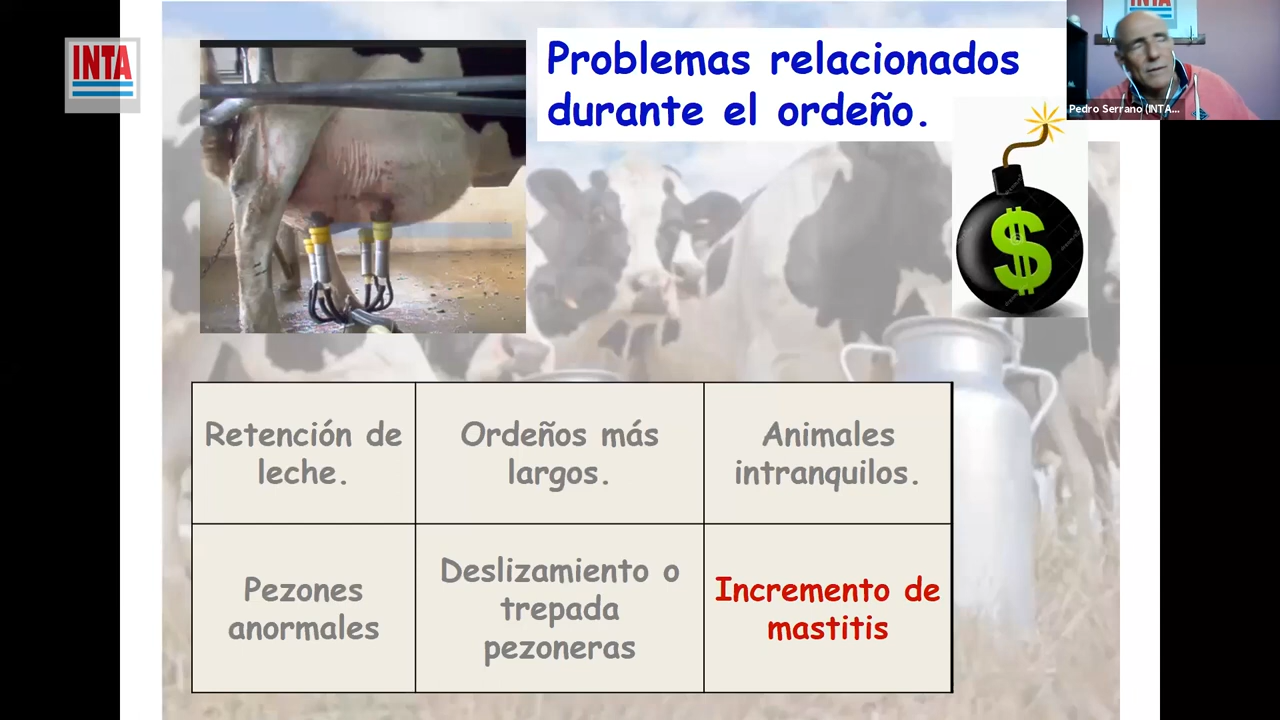 INTA
Problemas relacionados
durante el ordeño.
Pedro Serrano (INTA...
$
Retención de
leche.
Ordeños más
largos.
Animales
intranquilos.
Pezones
anormales
Deslizamiento o
trepada
pezoneras
Incremento de
mastitis